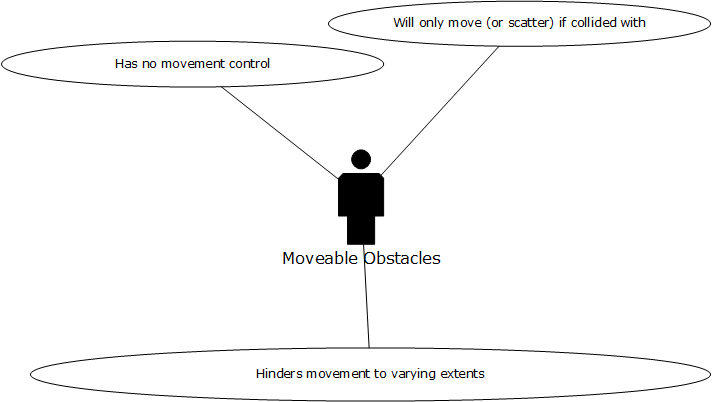 Will only move (or scatter) if collided with
Has no movement control
Moveable Obstacles
Hinders movement to varying extents